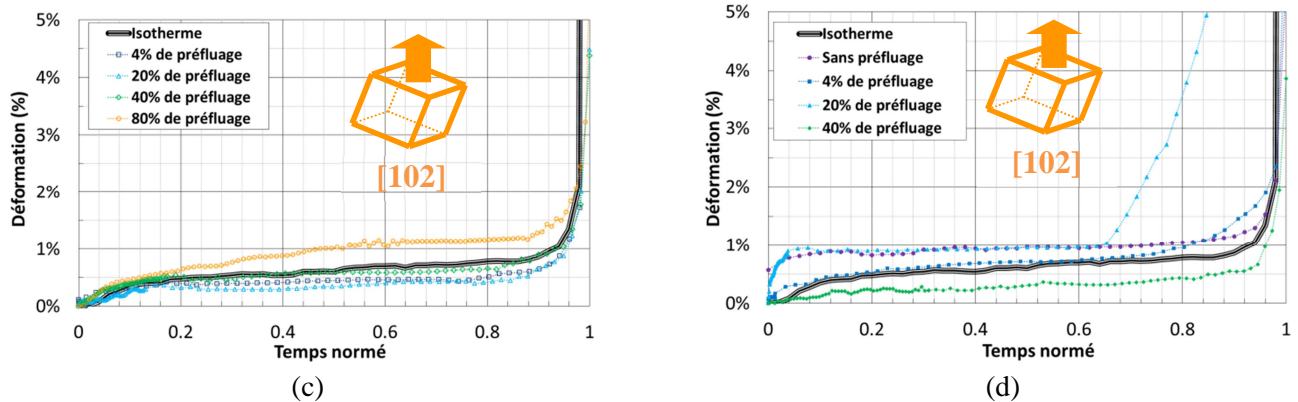 5%
4%
3%
2%
1%
0%
Déformation (%)
Isotherme
4% de préfluage
20% de préfluage
40% de préfluage
80% de préfluage
[102]
0
0.2
0.4
0.6
0.8
1
Temps normé
(c)
5%
4%
3%
2%
1%
0%
Déformation (%)
Isotherme
Sans préfluage
4% de préfluage
20% de préfluage
40% de préfluage
[102]
0
0.2
0.4
0.6
0.8
1
Temps normé
(d)